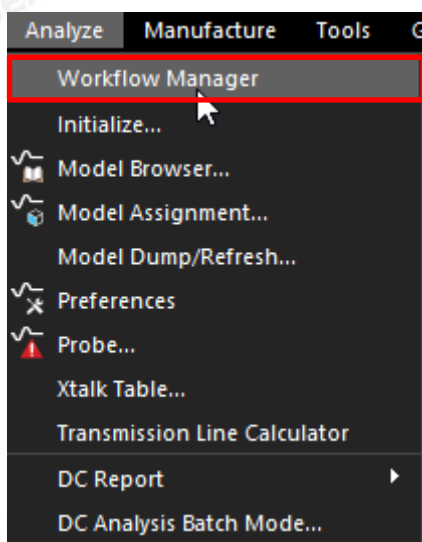 Analyze Manufacture Tools G
Workflow Manager
Initialize...
Model Browser...
Model Assignment...
Model Dump/Refresh...
Preferences
Probe...
Xtalk Table...
Transmission Line Calculator
DC Report
DC Analysis Batch Mode...